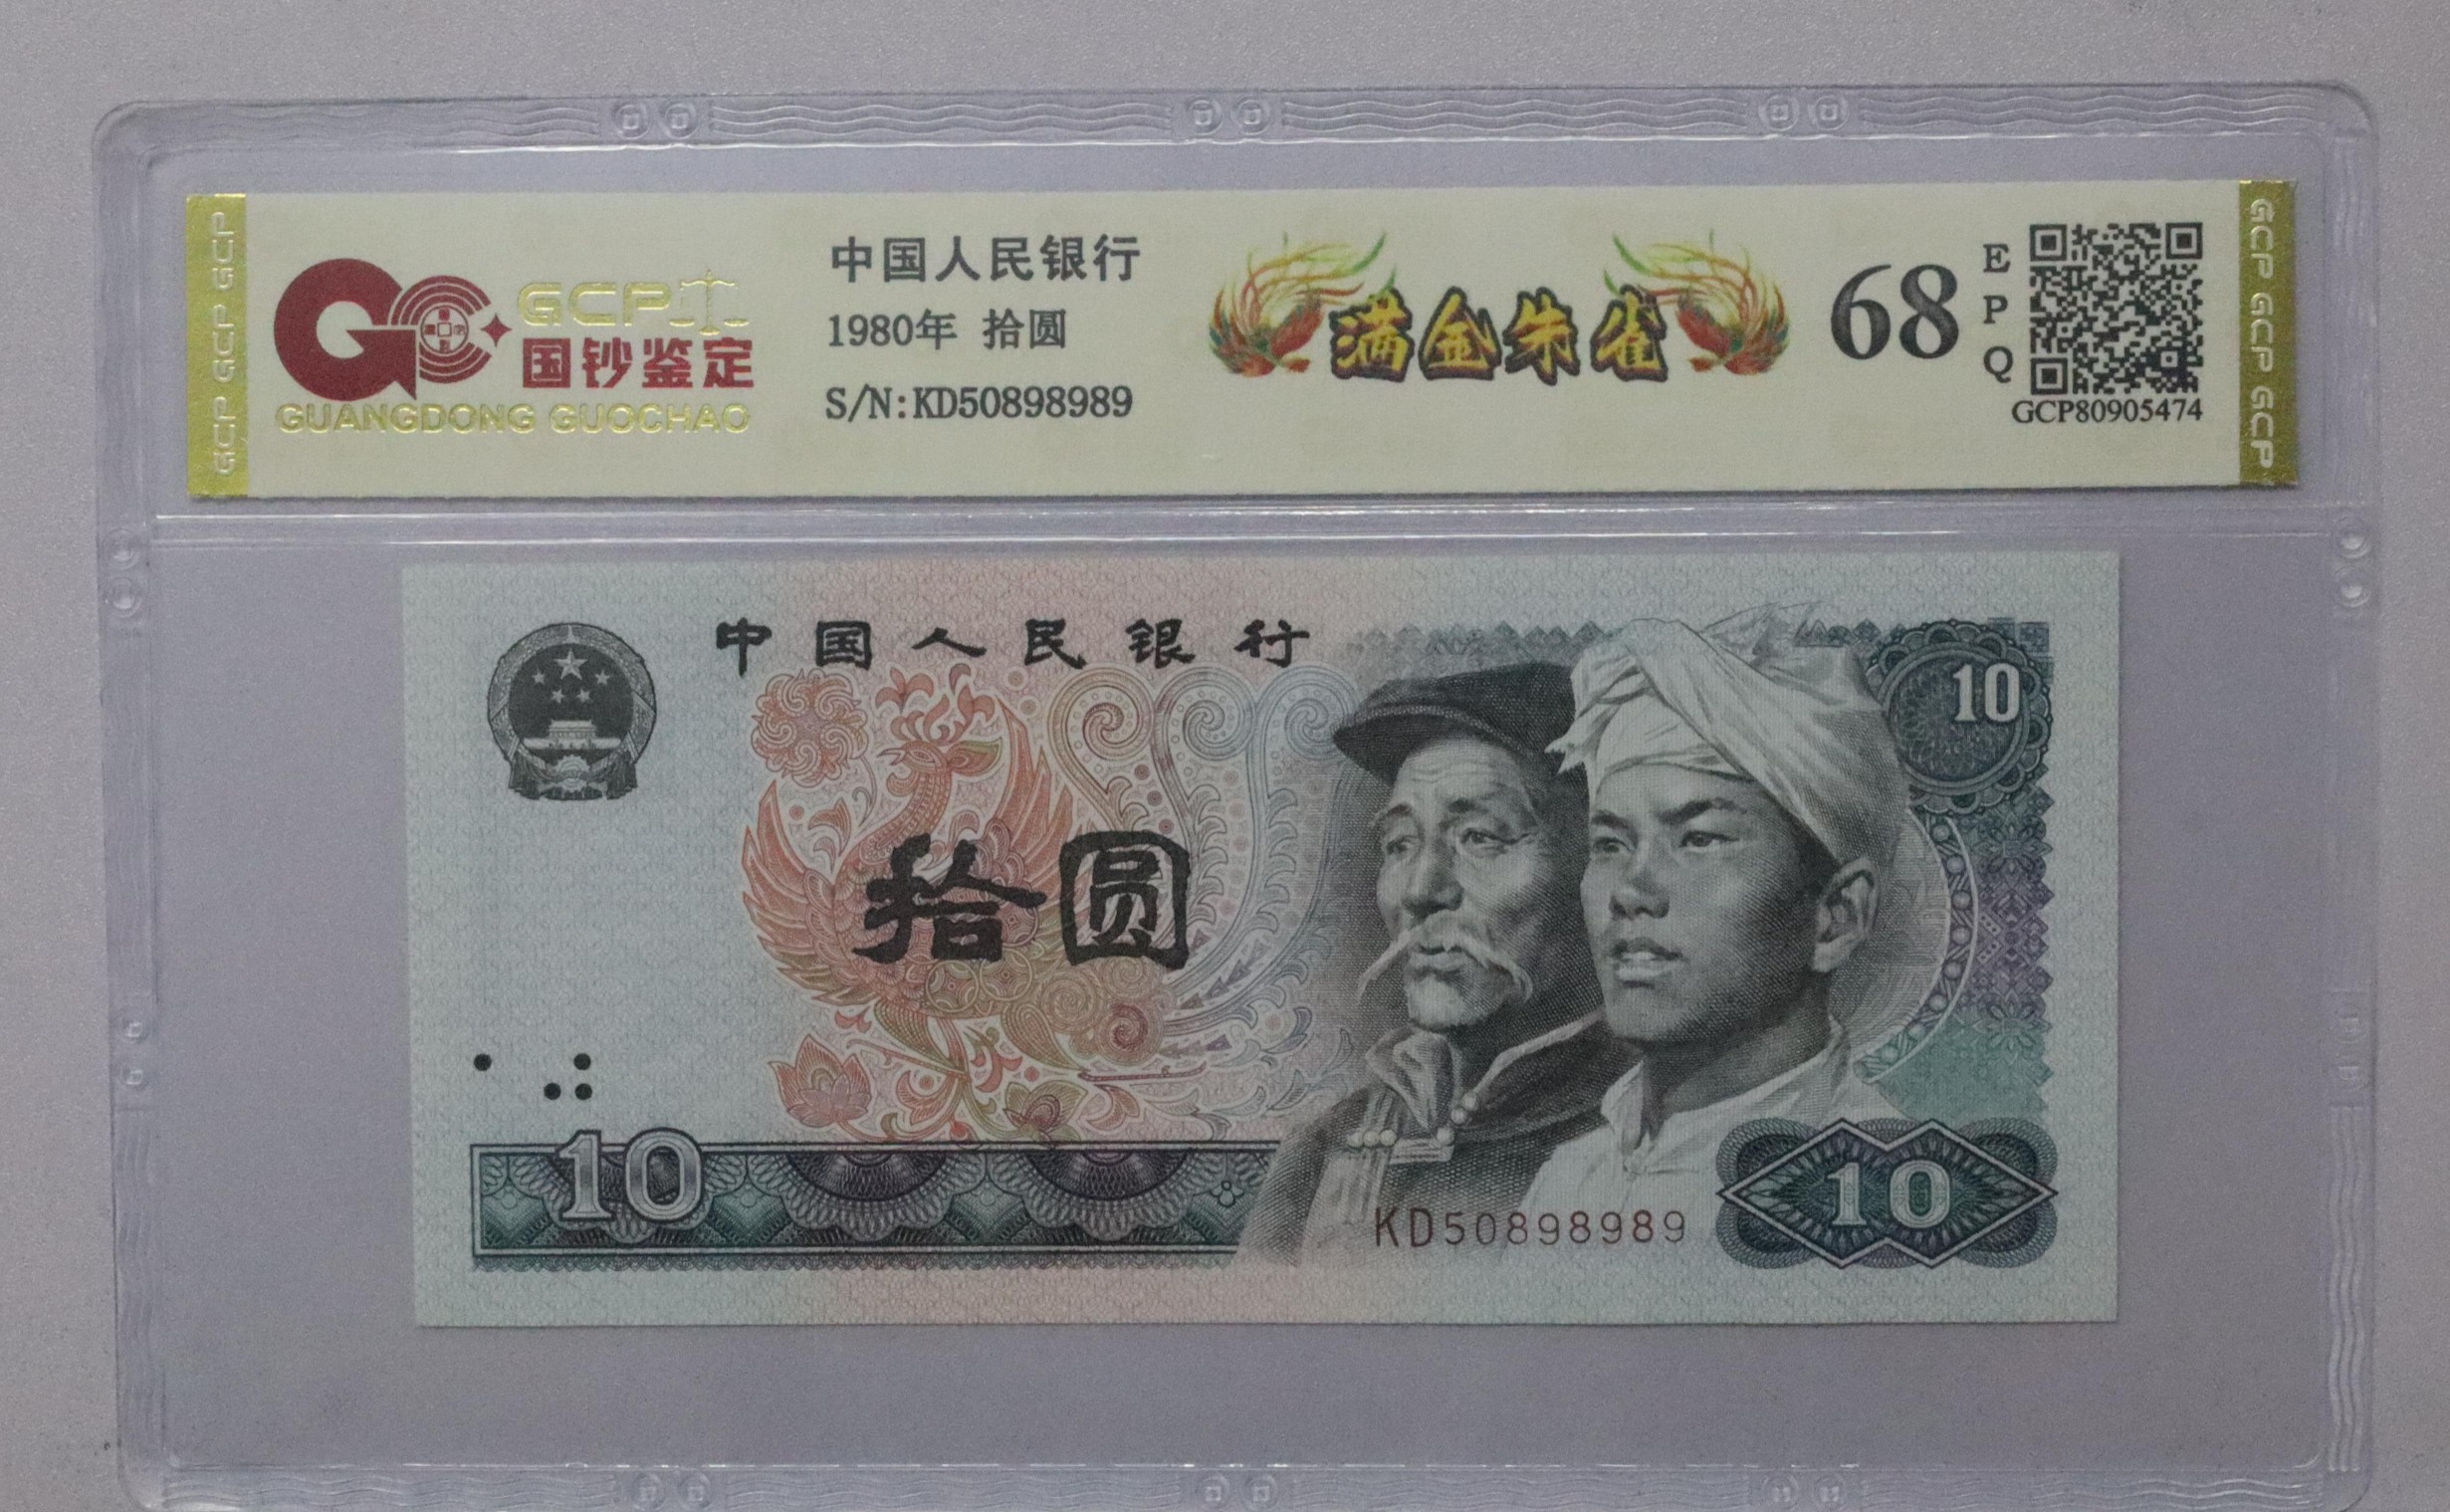 GCP
国钞鉴定
GUANGDONG GUOCHAO
中国人民银行
1980年 拾圆
S/N:KD50898989
满金朱雀
68
EPQ
GCP80905474
GCP GCP GCP GCP
GCP GCP GCP GCP
中国人民银行
10
拾圆
10
KD50898989
10